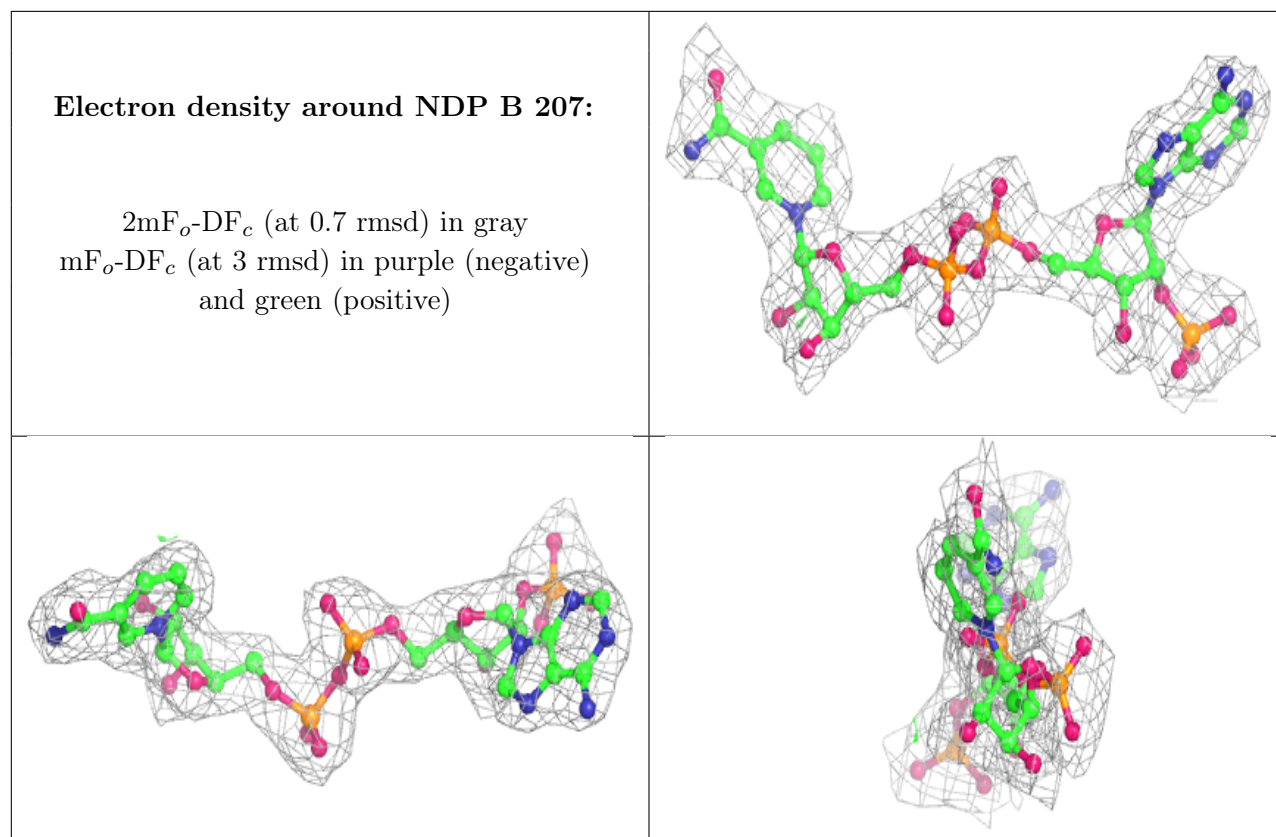 Electron density around NDP B 207:
2mFo-DFc (at 0.7 rmsd) in gray
mFo-DFc (at 3 rmsd) in purple (negative)
and green (positive)